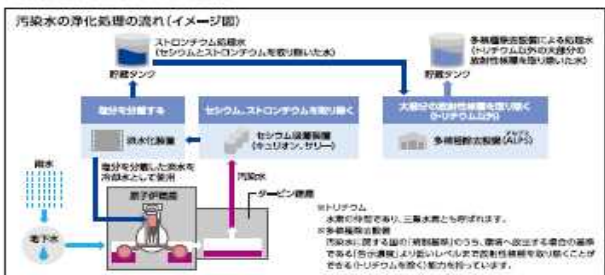 汚染水の浄化処理の流れ(イメージ図)
ストロンチウム処理水
(セシウムとストロンチウムを取り除いた水)
貯蔵タンク
多核種除去設備による処理水
(トリチウム以外の大部分の
放射性核種を取り除いた水)
貯蔵タンク
塩分を分離する
淡水化装置
セシウム、ストロンチウムを取り除く
セシウム吸着装置
(キュリオン、サリー)
大部分の放射性核種を取り除く
(トリチウム以外)
多核種除去設備(ALPS)
アルプス
雨水
塩分を分離した淡水を
冷却水として使用
汚染水
原子炉建屋
タービン建屋
地下水
※トリチウム
水素の仲間であり、三重水素とも呼ばれます。
※多核種除去設備
汚染水に関する国の「規制基準」のうち、環境へ放出する場合の基準
である「告示濃度」より低いレベルまで放射性核種を取り除くことが
できる(トリチウムを除く)能力を持っています。